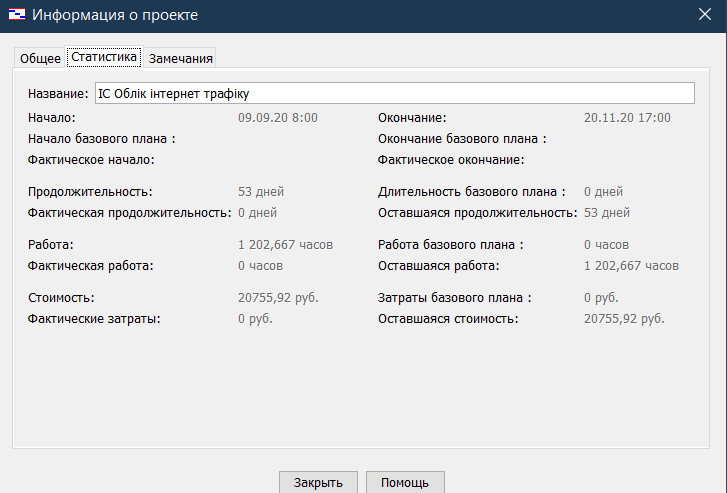 Информация о проекте
Общее Статистика Замечания
Название: ІС Облік інтернет трафіку
Начало: 09.09.20 8:00 Окончание: 20.11.20 17:00
Начало базового плана : Окончание базового плана :
Фактическое начало: Фактическое окончание:
Продолжительность: 53 дней Длительность базового плана : 0 дней
Фактическая продолжительность: 0 дней Оставшаяся продолжительность: 53 дней
Работа: 1 202,667 часов Работа базового плана : 0 часов
Фактическая работа: 0 часов Оставшаяся работа: 1 202,667 часов
Стоимость: 20755,92 руб. Затраты базового плана : 0 руб.
Фактические затраты: 0 руб. Оставшаяся стоимость: 20755,92 руб.
Закрыть Помощь